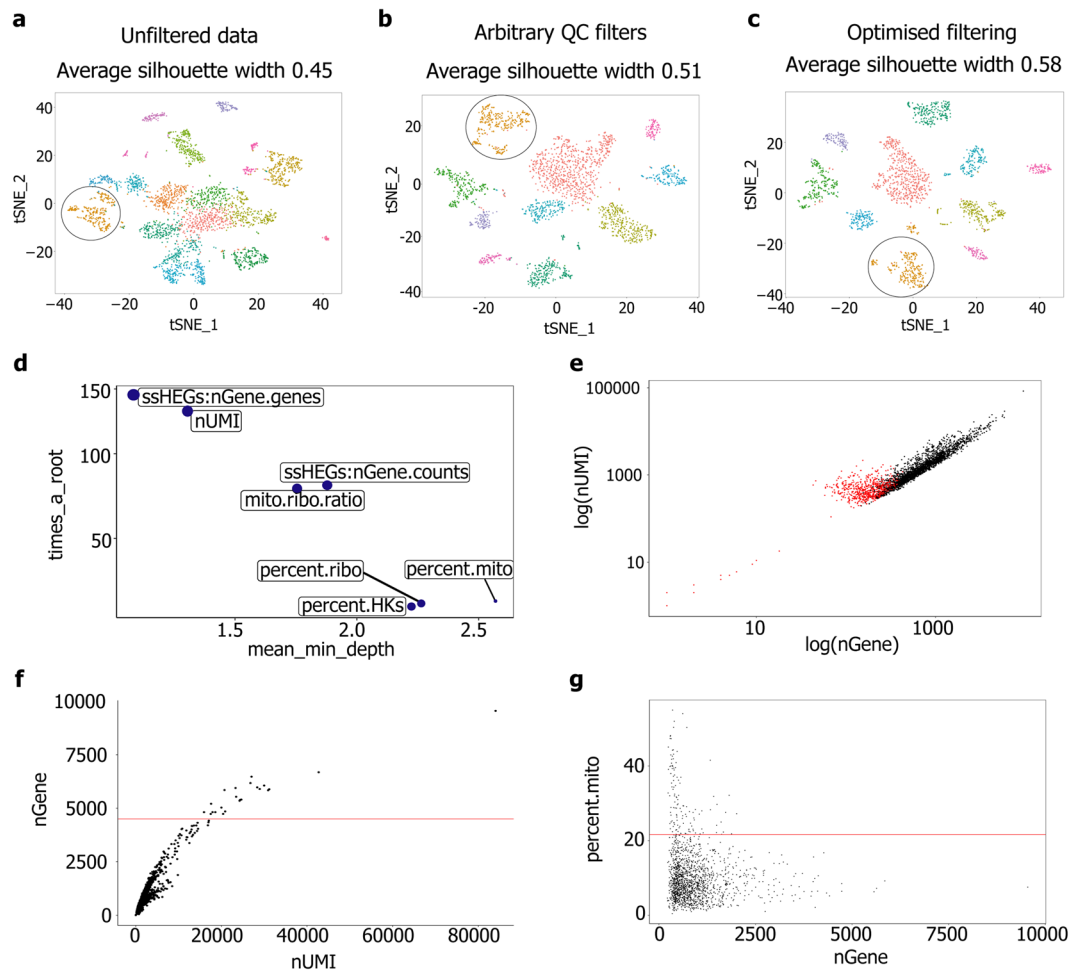 a
Unfiltered data
Average silhouette width 0.45
40
20
0
−20
−40
−20
0
20
40
tSNE_1
tSNE_2
b
Arbitrary QC filters
Average silhouette width 0.51
20
0
−20
−40
−20
0
20
40
tSNE_1
tSNE_2
c
Optimised filtering
Average silhouette width 0.58
20
0
−20
−40
−40
−20
0
20
40
tSNE_1
tSNE_2
d
150
100
50
times_a_root
ssHEGs:nGene.genes
nUMI
ssHEGs:nGene.counts
mito.ribo.ratio
percent.ribo
percent.mito
percent.HKs
1.5
2.0
2.5
mean_min_depth
e
100000
1000
10
log(nUMI)
10
1000
log(nGene)
f
10000
7500
5000
2500
0
nGene
0
20000
40000
60000
80000
nUMI
g
40
20
0
percent.mito
0
2500
5000
7500
10000
nGene